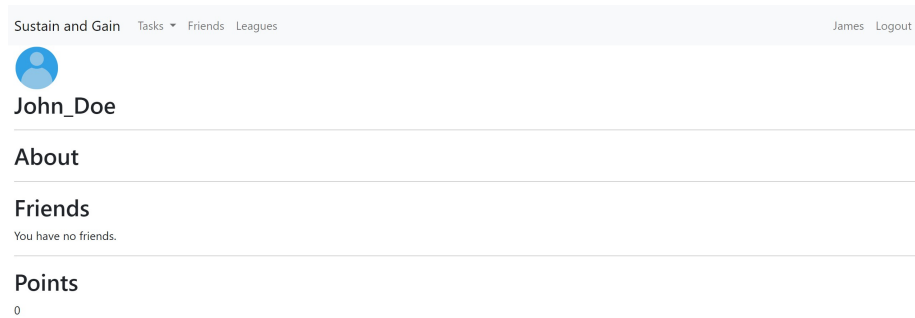 Sustain and Gain Tasks Friends Leagues James Logout
John_Doe
About
Friends
You have no friends.
Points
0